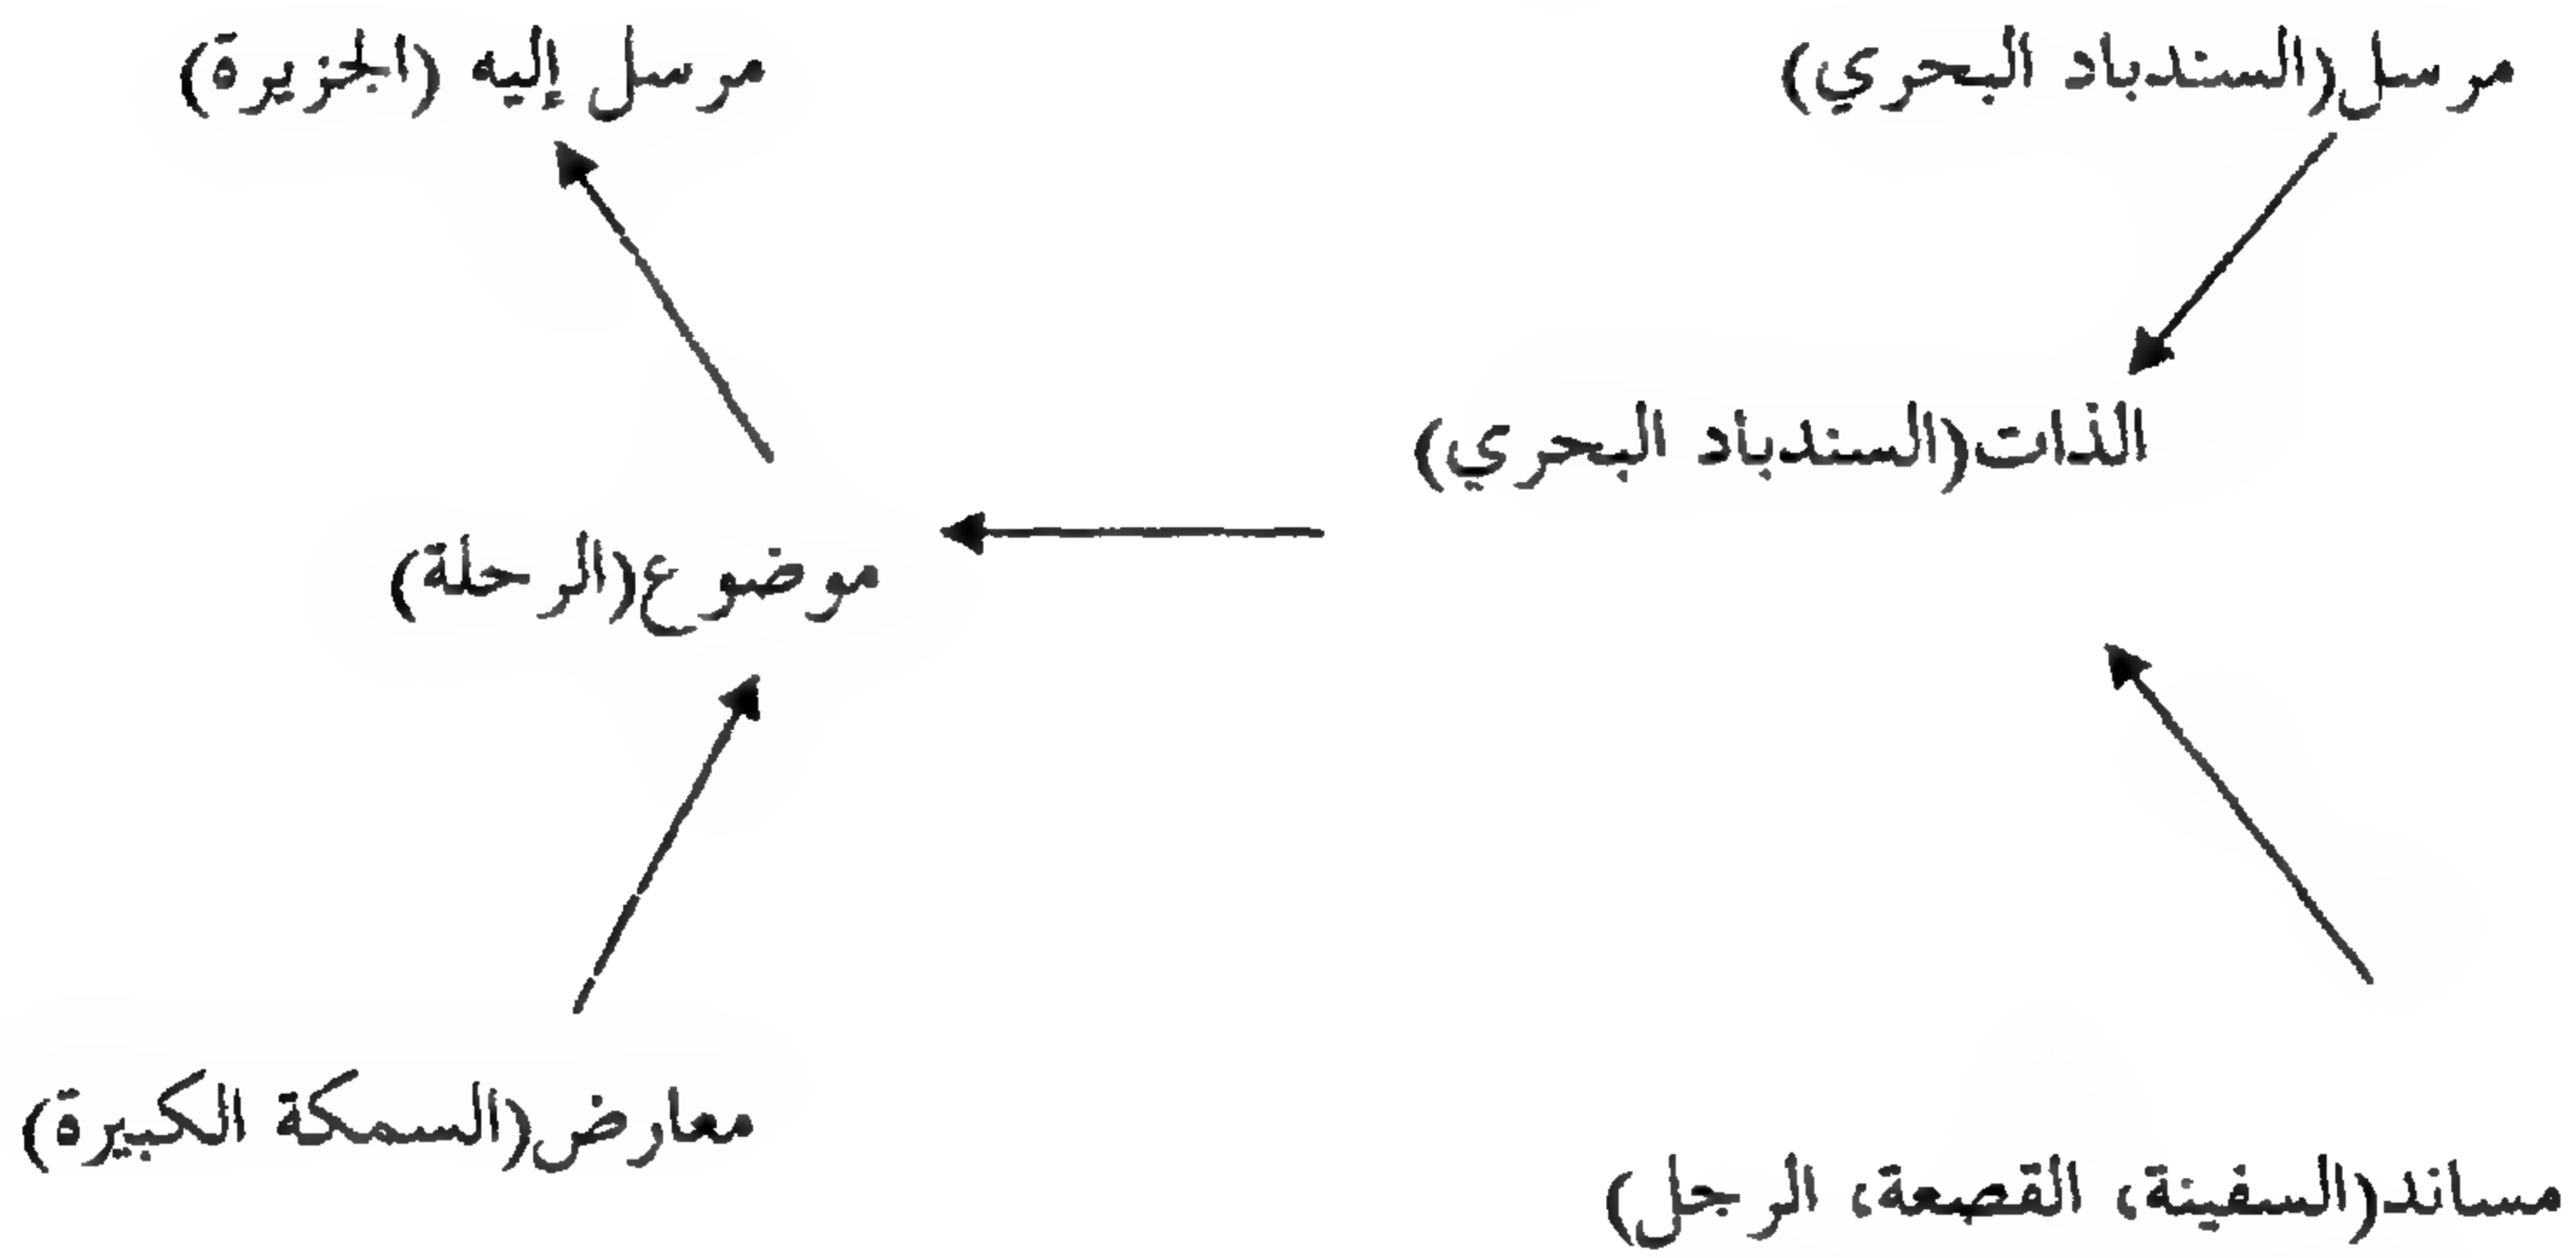 مرسل(السندباد البحري)
مرسل إليه (الجزيرة)
الذات(السندباد البحري)
موضوع(الرحلة)
معارض(السمكة الكبيرة)
مساند(السفينة، القصعة، الرجل)